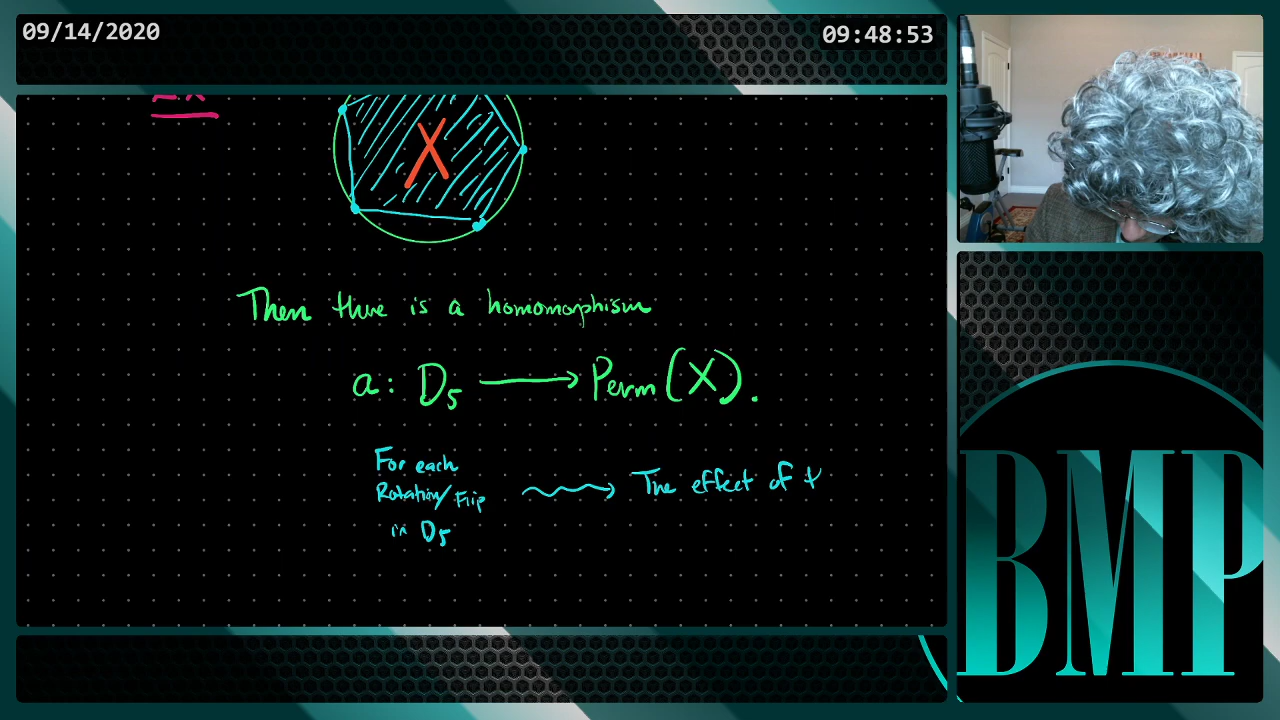 09/14/2020
09:48:53
X
Then there is a homomorphism
a: D₅ ⟶ Perm(X).
For each
Rotation/Flip
in D₅
The effect of
BMP